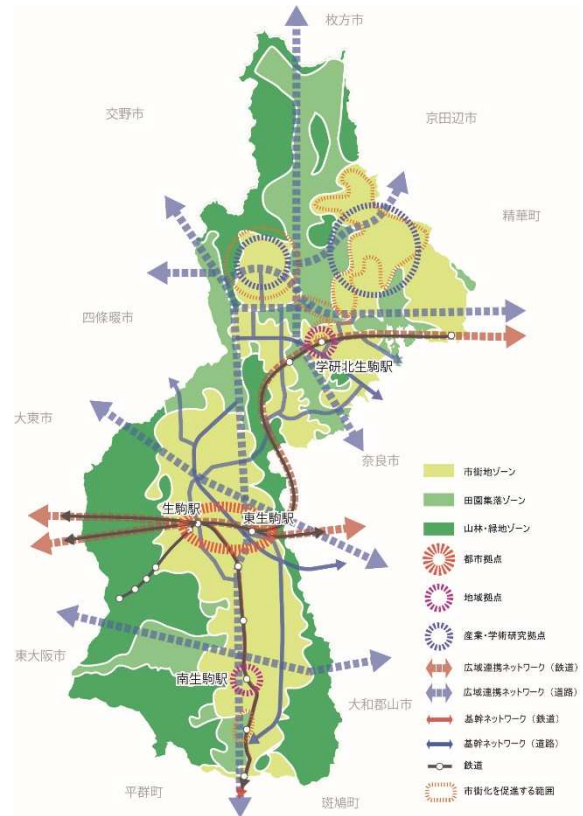 枚方市
交野市
京田辺市
精華町
四條畷市
学研北生駒駅
大東市
奈良市
生駒駅
東生駒駅
東大阪市
南生駒駅
大和郡山市
平群町
斑鳩町
市街地ゾーン
田園集落ゾーン
山林・緑地ゾーン
都市拠点
地域拠点
産業・学術研究拠点
広域連携ネットワーク（鉄道）
広域連携ネットワーク（道路）
基幹ネットワーク（鉄道）
基幹ネットワーク（道路）
鉄道
市街化を促進する範囲